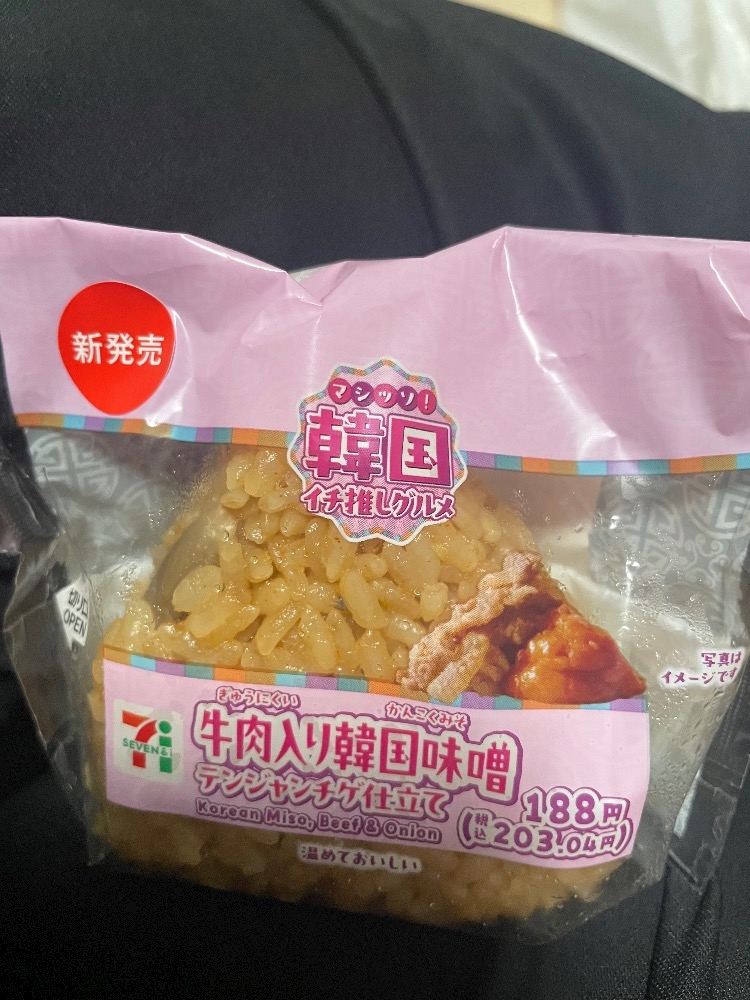 新発売
マシッソ!
韓国
イチ推しグルメ
切り口
OPEN
写真は
イメージです
ぎゅうにくい かんこくみそ
牛肉入り韓国味噌
テンジャンチゲ仕立て
Korean Miso, Beef & Onion
7i
SEVEN & i
188円
(税込203.04円)
温めておいしい